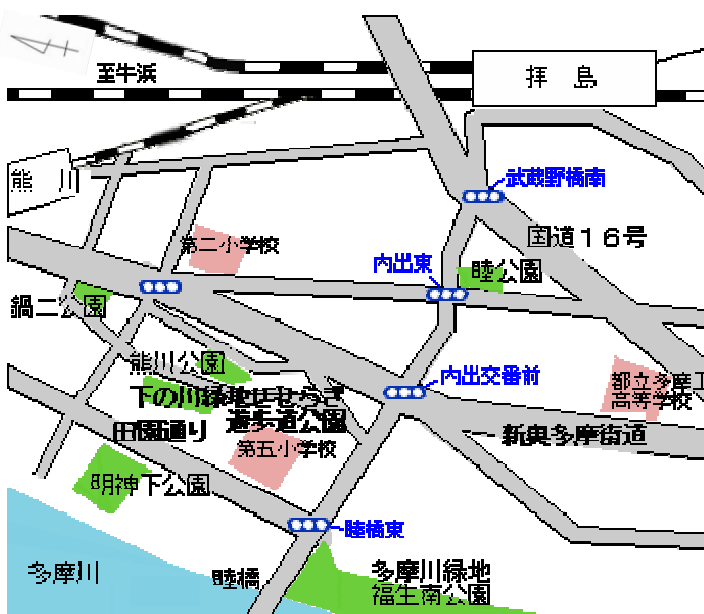 至牛浜
拝島
熊川
武蔵野橋南
国道16号
第二小学校
内出東
睦公園
鍋二公園
熊川公園
内出交番前
都立多摩工
高等学校
下の川緑地せせらぎ
遊歩道公園
田園通り
新奥多摩街道
第五小学校
明神下公園
睦橋東
多摩川
睦橋
多摩川緑地
福生南公園